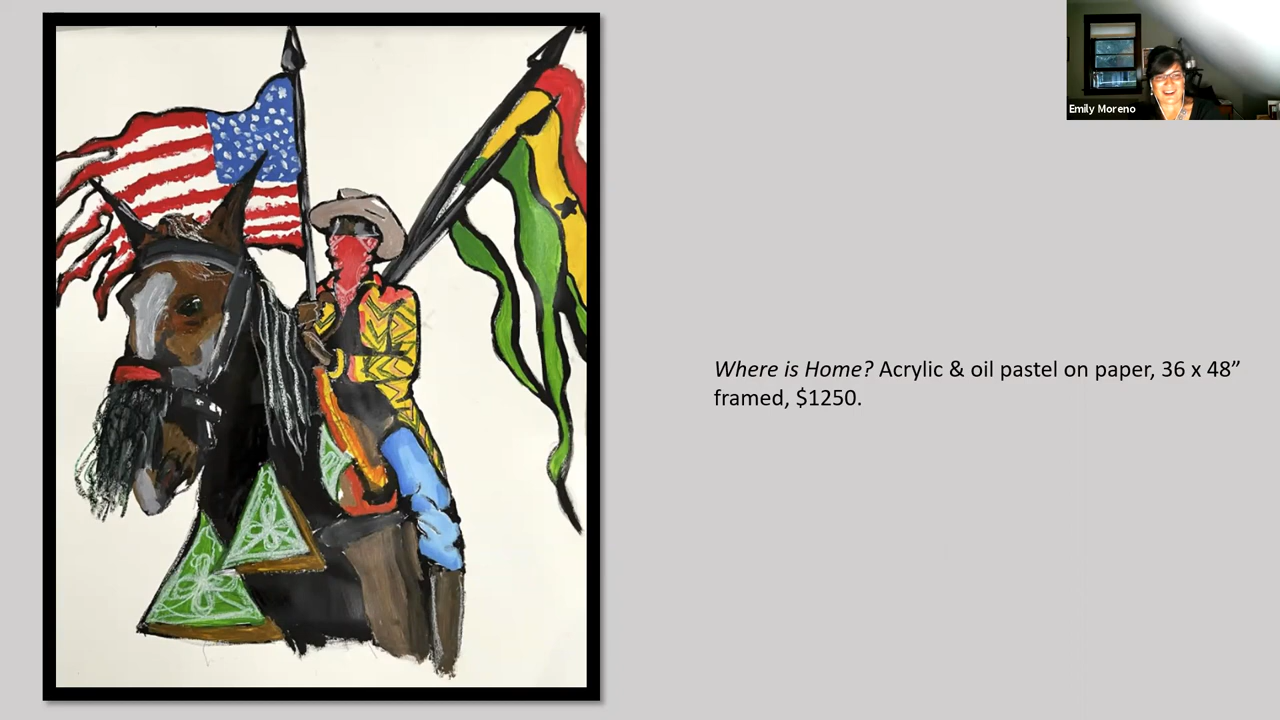 Emily Moreno
Where is Home? Acrylic & oil pastel on paper, 36 x 48”
framed, $1250.